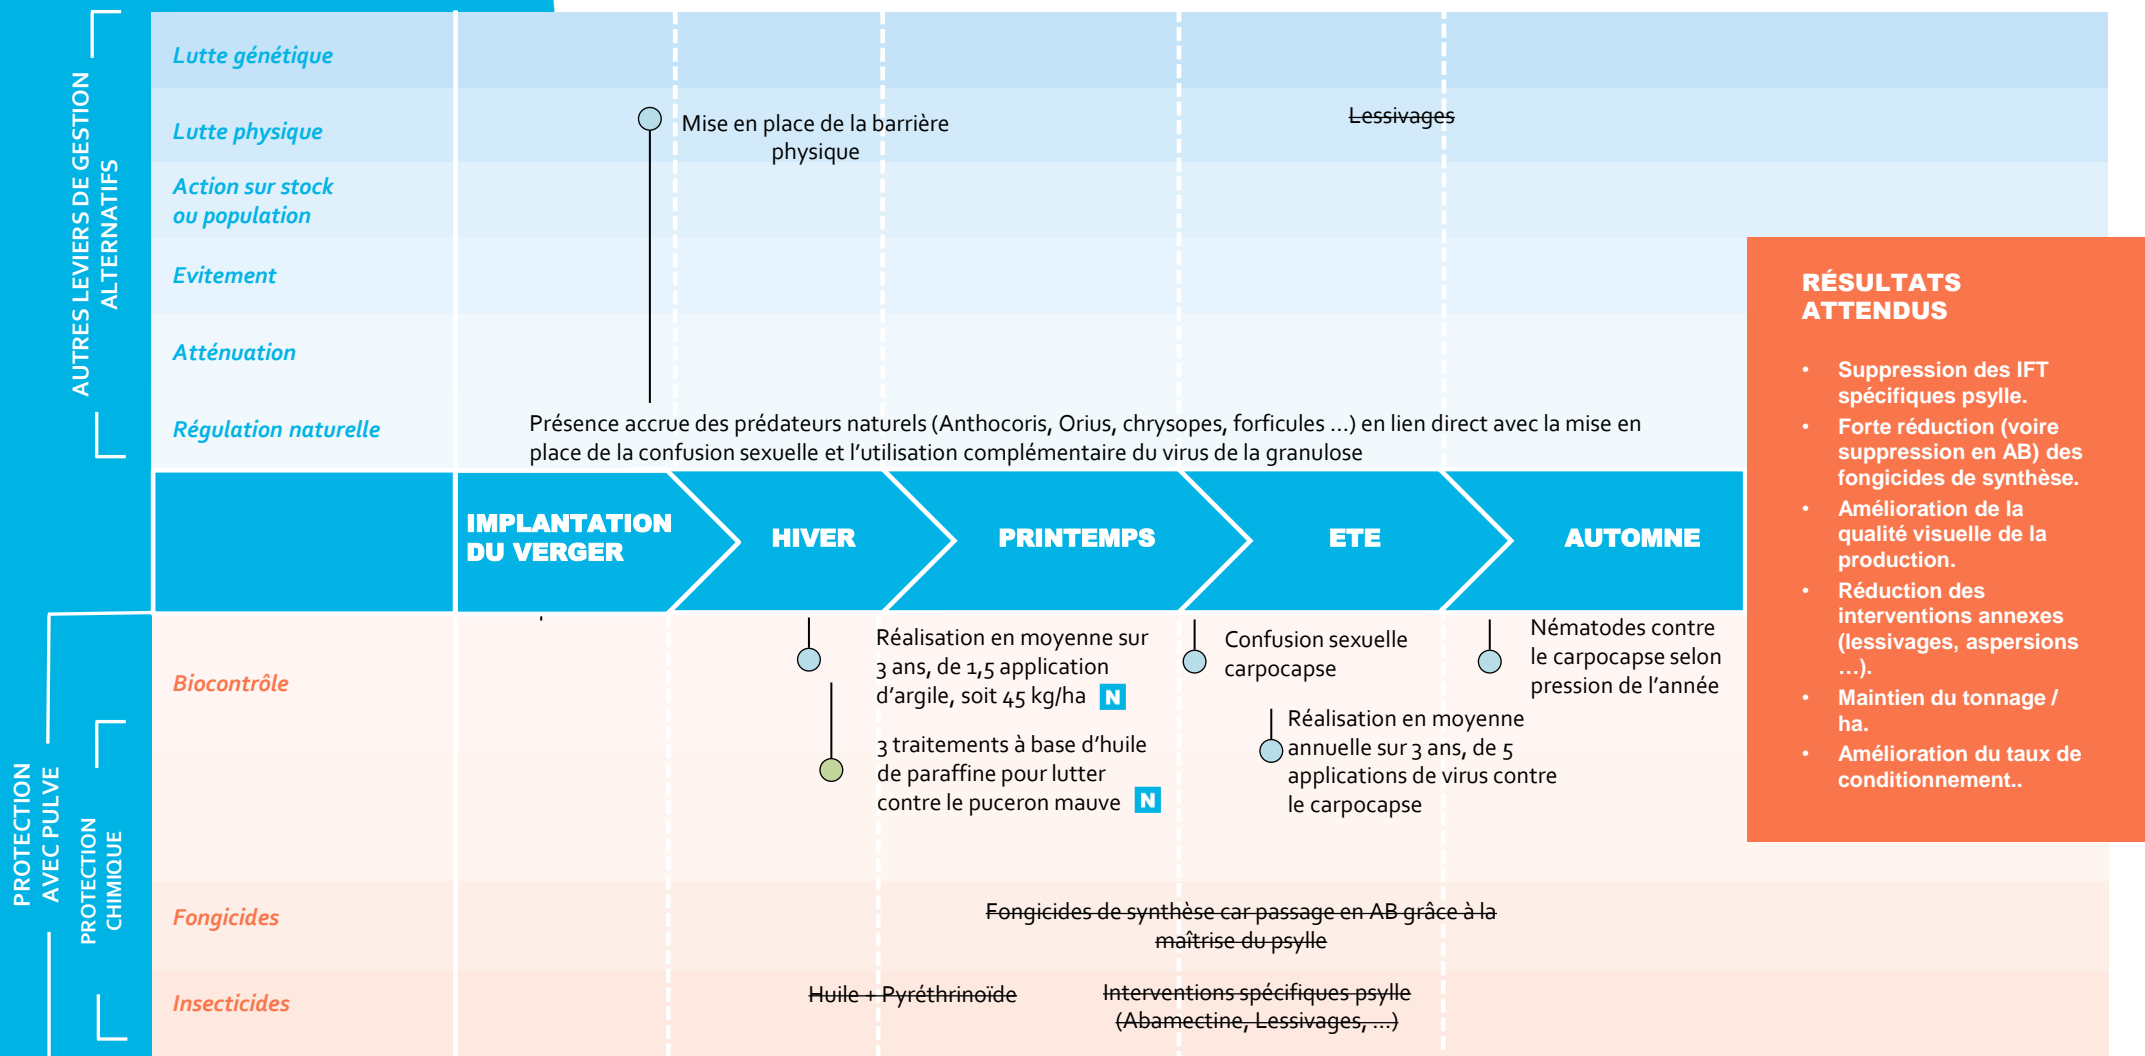 AUTRES LEVIERS DE GESTION
ALTERNATIFS
Lutte génétique
Lutte physique
Mise en place de la barrière
physique
Lessivages
Action sur stock
ou population
Evitement
Atténuation
Régulation naturelle
Présence accrue des prédateurs naturels (Anthocoris, Orius, chrysopes, forficules ...) en lien direct avec la mise en
place de la confusion sexuelle et l'utilisation complémentaire du virus de la granulose
IMPLANTATION
DU VERGER
HIVER
PRINTEMPS
ETE
AUTOMNE
PROTECTION
AVEC PULVE
PROTECTION
CHIMIQUE
Biocontrôle
Réalisation en moyenne sur
3 ans, de 1,5 application
d'argile, soit 45 kg/ha N
3 traitements à base d'huile
de paraffine pour lutter
contre le puceron mauve N
Confusion sexuelle
carpocapse
Réalisation en moyenne
annuelle sur 3 ans, de 5
applications de virus contre
le carpocapse
Nématodes contre
le carpocapse selon
pression de l'année
Fongicides
Fongicides de synthèse car passage en AB grâce à la
maîtrise du psylle
Insecticides
Huile + Pyréthrinoïde
Interventions spécifiques psylle
(Abamectine, Lessivages, ...)
RÉSULTATS
ATTENDUS
• Suppression des IFT
spécifiques psylle.
• Forte réduction (voire
suppression en AB) des
fongicides de synthèse.
• Amélioration de la
qualité visuelle de la
production.
• Réduction des
interventions annexes
(lessivages, aspersions
...).
• Maintien du tonnage /
ha.
• Amélioration du taux de
conditionnement..